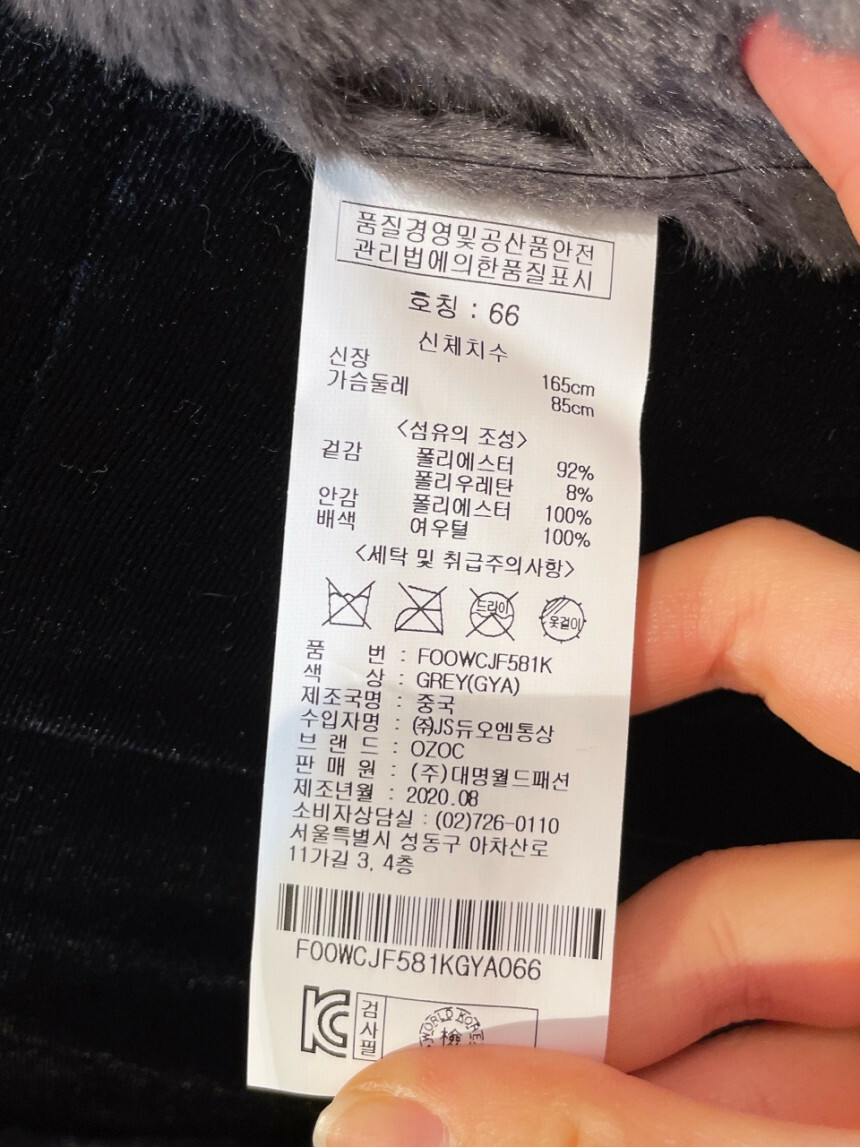 품질경영및공산품안전
관리법에의한품질표시
호칭 : 66
신체치수
신장 165cm
가슴둘레 85cm
<섬유의 조성>
겉감 폴리에스터 92%
폴리우레탄 8%
안감 폴리에스터 100%
배색 여우털 100%
<세탁 및 취급주의사항>
드라이 옷걸이
품 번 : F00WCJF581K
색 상 : GREY(GYA)
제조국명 : 중국
수입자명 : ㈜JS듀오엠통상
브 랜 드 : OZOC
판 매 원 : (주)대명월드패션
제조년월 : 2020.08
소비자상담실 : (02)726-0110
서울특별시 성동구 아차산로
11가길 3, 4층
F00WCJF581KGYA066
KC 검사필 WORLD KOREA 檢